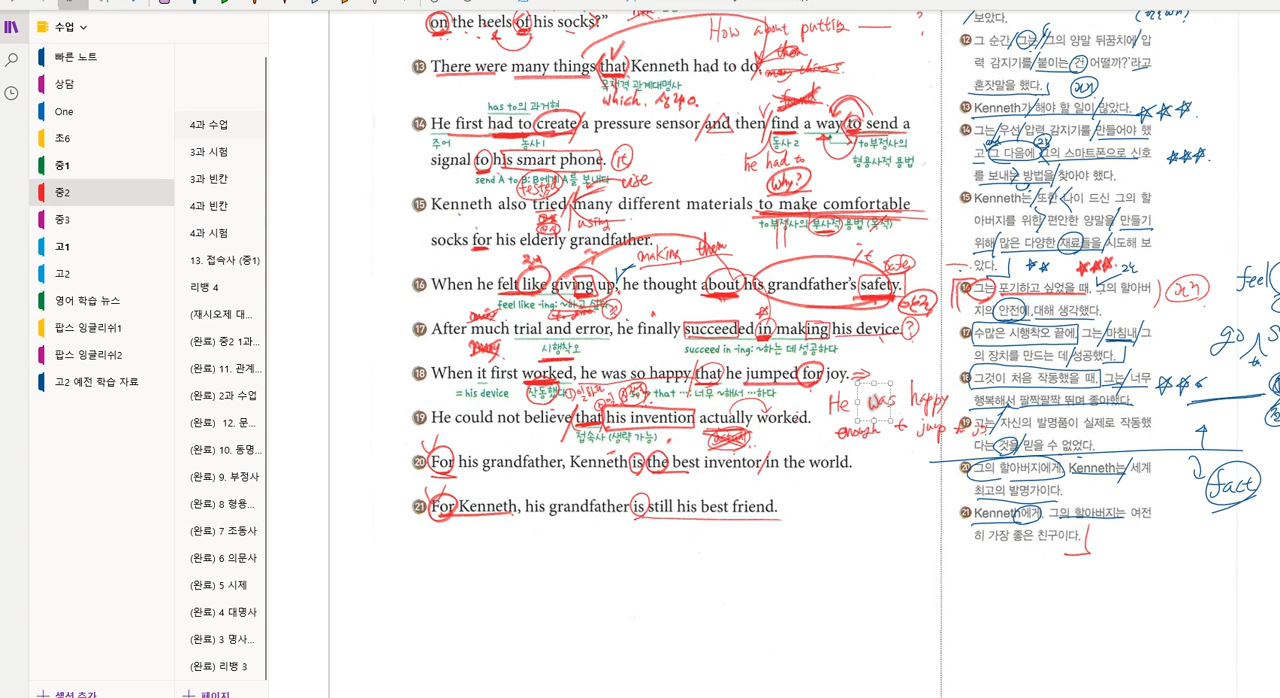 수업
빠른 노트
상담
One
초6
중1
중2
중3
고1
고2
영어 학습 뉴스
팝스 잉글리쉬1
팝스 잉글리쉬2
고2 예전 학습 자료
섹션 추가
4과 수업
3과 시험
3과 빈칸
4과 빈칸
4과 시험
13. 접속사 (중1)
리뱅 4
(재시오제 대...
(완료) 중2 1과...
(완료) 11. 관계...
(완료) 2과 수업
(완료) 12. 문...
(완료) 10. 동명...
(완료) 9. 부정사
(완료) 8 형용...
(완료) 7 조동사
(완료) 6 의문사
(완료) 5 시제
(완료) 4 대명사
(완료) 3 명사...
(완료) 리뱅 3
페이지
on the heels of his socks?"
How about putting
⑬ There were many things that Kenneth had to do.
then
목적격 관계대명사
which, 생략O.
has to의 과거형
⑭ He first had to create a pressure sensor and then find a way to send a
주어 동사1 동사2 to부정사의
signal to his smart phone. it
he had to
형용사적 용법
send A to B: B에게 A를 보내다
why?
tested use
⑮ Kenneth also tried many different materials to make comfortable
using
to부정사의 부사적 용법 (목적)
socks for his elderly grandfather.
making them
it safe
⑯ When he felt like giving up, he thought about his grandfather's safety.
feel like -ing: ~하고 싶다
⑰ After much trial and error, he finally succeeded in making his device
many
시행착오
succeed in -ing: ~하는 데 성공하다
⑱ When it first worked, he was so happy that he jumped for joy.
= his device
작동했다
that …: 너무 ~해서 …하다
He was happy
enough to jump
⑲ He could not believe that his invention actually worked.
접속사 (생략 가능)
actual
⑳ For his grandfather, Kenneth is the best inventor in the world.
㉑ For Kenneth, his grandfather is still his best friend.
보았다.
⑫ 그 순간, 그는 '그의 양말 뒤꿈치에 압
력 감지기를 붙이는 건 어떨까?'라고
혼잣말을 했다.
⑬ Kenneth가 해야 할 일이 많았다.
⑭ 그는 우선 압력 감지기를 만들어야 했
고 그 다음에 그의 스마트폰으로 신호
를 보내는 방법을 찾아야 했다.
⑮ Kenneth는 또한 나이 드신 그의 할
아버지를 위한 편안한 양말을 만들기
위해 많은 다양한 재료들을 시도해 보
았다.
⑯ 그는 포기하고 싶었을 때, 그의 할아버
지의 안전에 대해 생각했다.
⑰ 수많은 시행착오 끝에, 그는 마침내 그
의 장치를 만드는 데 성공했다.
⑱ 그것이 처음 작동했을 때, 그는 너무
행복해서 팔짝팔짝 뛰며 좋아했다.
⑲ 그는 자신의 발명품이 실제로 작동했
다는 것을 믿을 수 없었다.
⑳ 그의 할아버지에게, Kenneth는 세계
최고의 발명가이다.
㉑ Kenneth에게, 그의 할아버지는 여전
히 가장 좋은 친구이다.
feel
go
fact